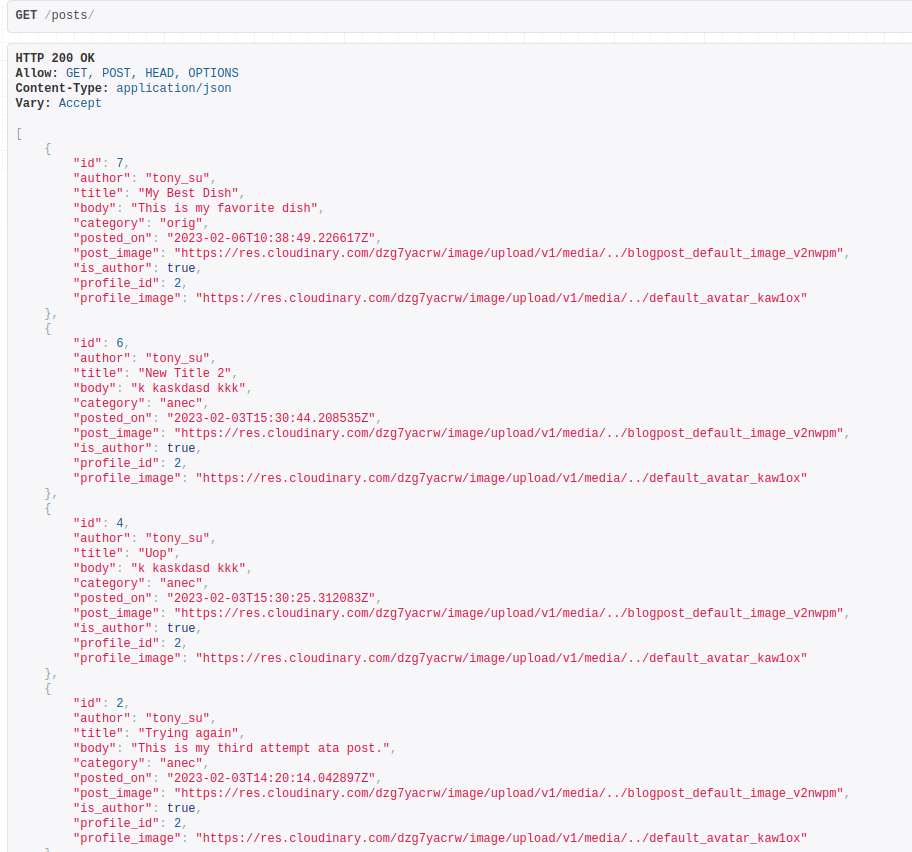 GET /posts/
HTTP 200 OK
Allow: GET, POST, HEAD, OPTIONS
Content-Type: application/json
Vary: Accept
[
    {
        "id": 7,
        "author": "tony_su",
        "title": "My Best Dish",
        "body": "This is my favorite dish",
        "category": "orig",
        "posted_on": "2023-02-06T10:38:49.226617Z",
        "post_image": "https://res.cloudinary.com/dzg7yacrw/image/upload/v1/media/../blogpost_default_image_v2nwpm",
        "is_author": true,
        "profile_id": 2,
        "profile_image": "https://res.cloudinary.com/dzg7yacrw/image/upload/v1/media/../default_avatar_kaw1ox"
    },
    {
        "id": 6,
        "author": "tony_su",
        "title": "New Title 2",
        "body": "k kaskdasd kkk",
        "category": "anec",
        "posted_on": "2023-02-03T15:30:44.208535Z",
        "post_image": "https://res.cloudinary.com/dzg7yacrw/image/upload/v1/media/../blogpost_default_image_v2nwpm",
        "is_author": true,
        "profile_id": 2,
        "profile_image": "https://res.cloudinary.com/dzg7yacrw/image/upload/v1/media/../default_avatar_kaw1ox"
    },
    {
        "id": 4,
        "author": "tony_su",
        "title": "Uop",
        "body": "k kaskdasd kkk",
        "category": "anec",
        "posted_on": "2023-02-03T15:30:25.312083Z",
        "post_image": "https://res.cloudinary.com/dzg7yacrw/image/upload/v1/media/../blogpost_default_image_v2nwpm",
        "is_author": true,
        "profile_id": 2,
        "profile_image": "https://res.cloudinary.com/dzg7yacrw/image/upload/v1/media/../default_avatar_kaw1ox"
    },
    {
        "id": 2,
        "author": "tony_su",
        "title": "Trying again",
        "body": "This is my third attempt ata post.",
        "category": "anec",
        "posted_on": "2023-02-03T14:20:14.042897Z",
        "post_image": "https://res.cloudinary.com/dzg7yacrw/image/upload/v1/media/../blogpost_default_image_v2nwpm",
        "is_author": true,
        "profile_id": 2,
        "profile_image": "https://res.cloudinary.com/dzg7yacrw/image/upload/v1/media/../default_avatar_kaw1ox"